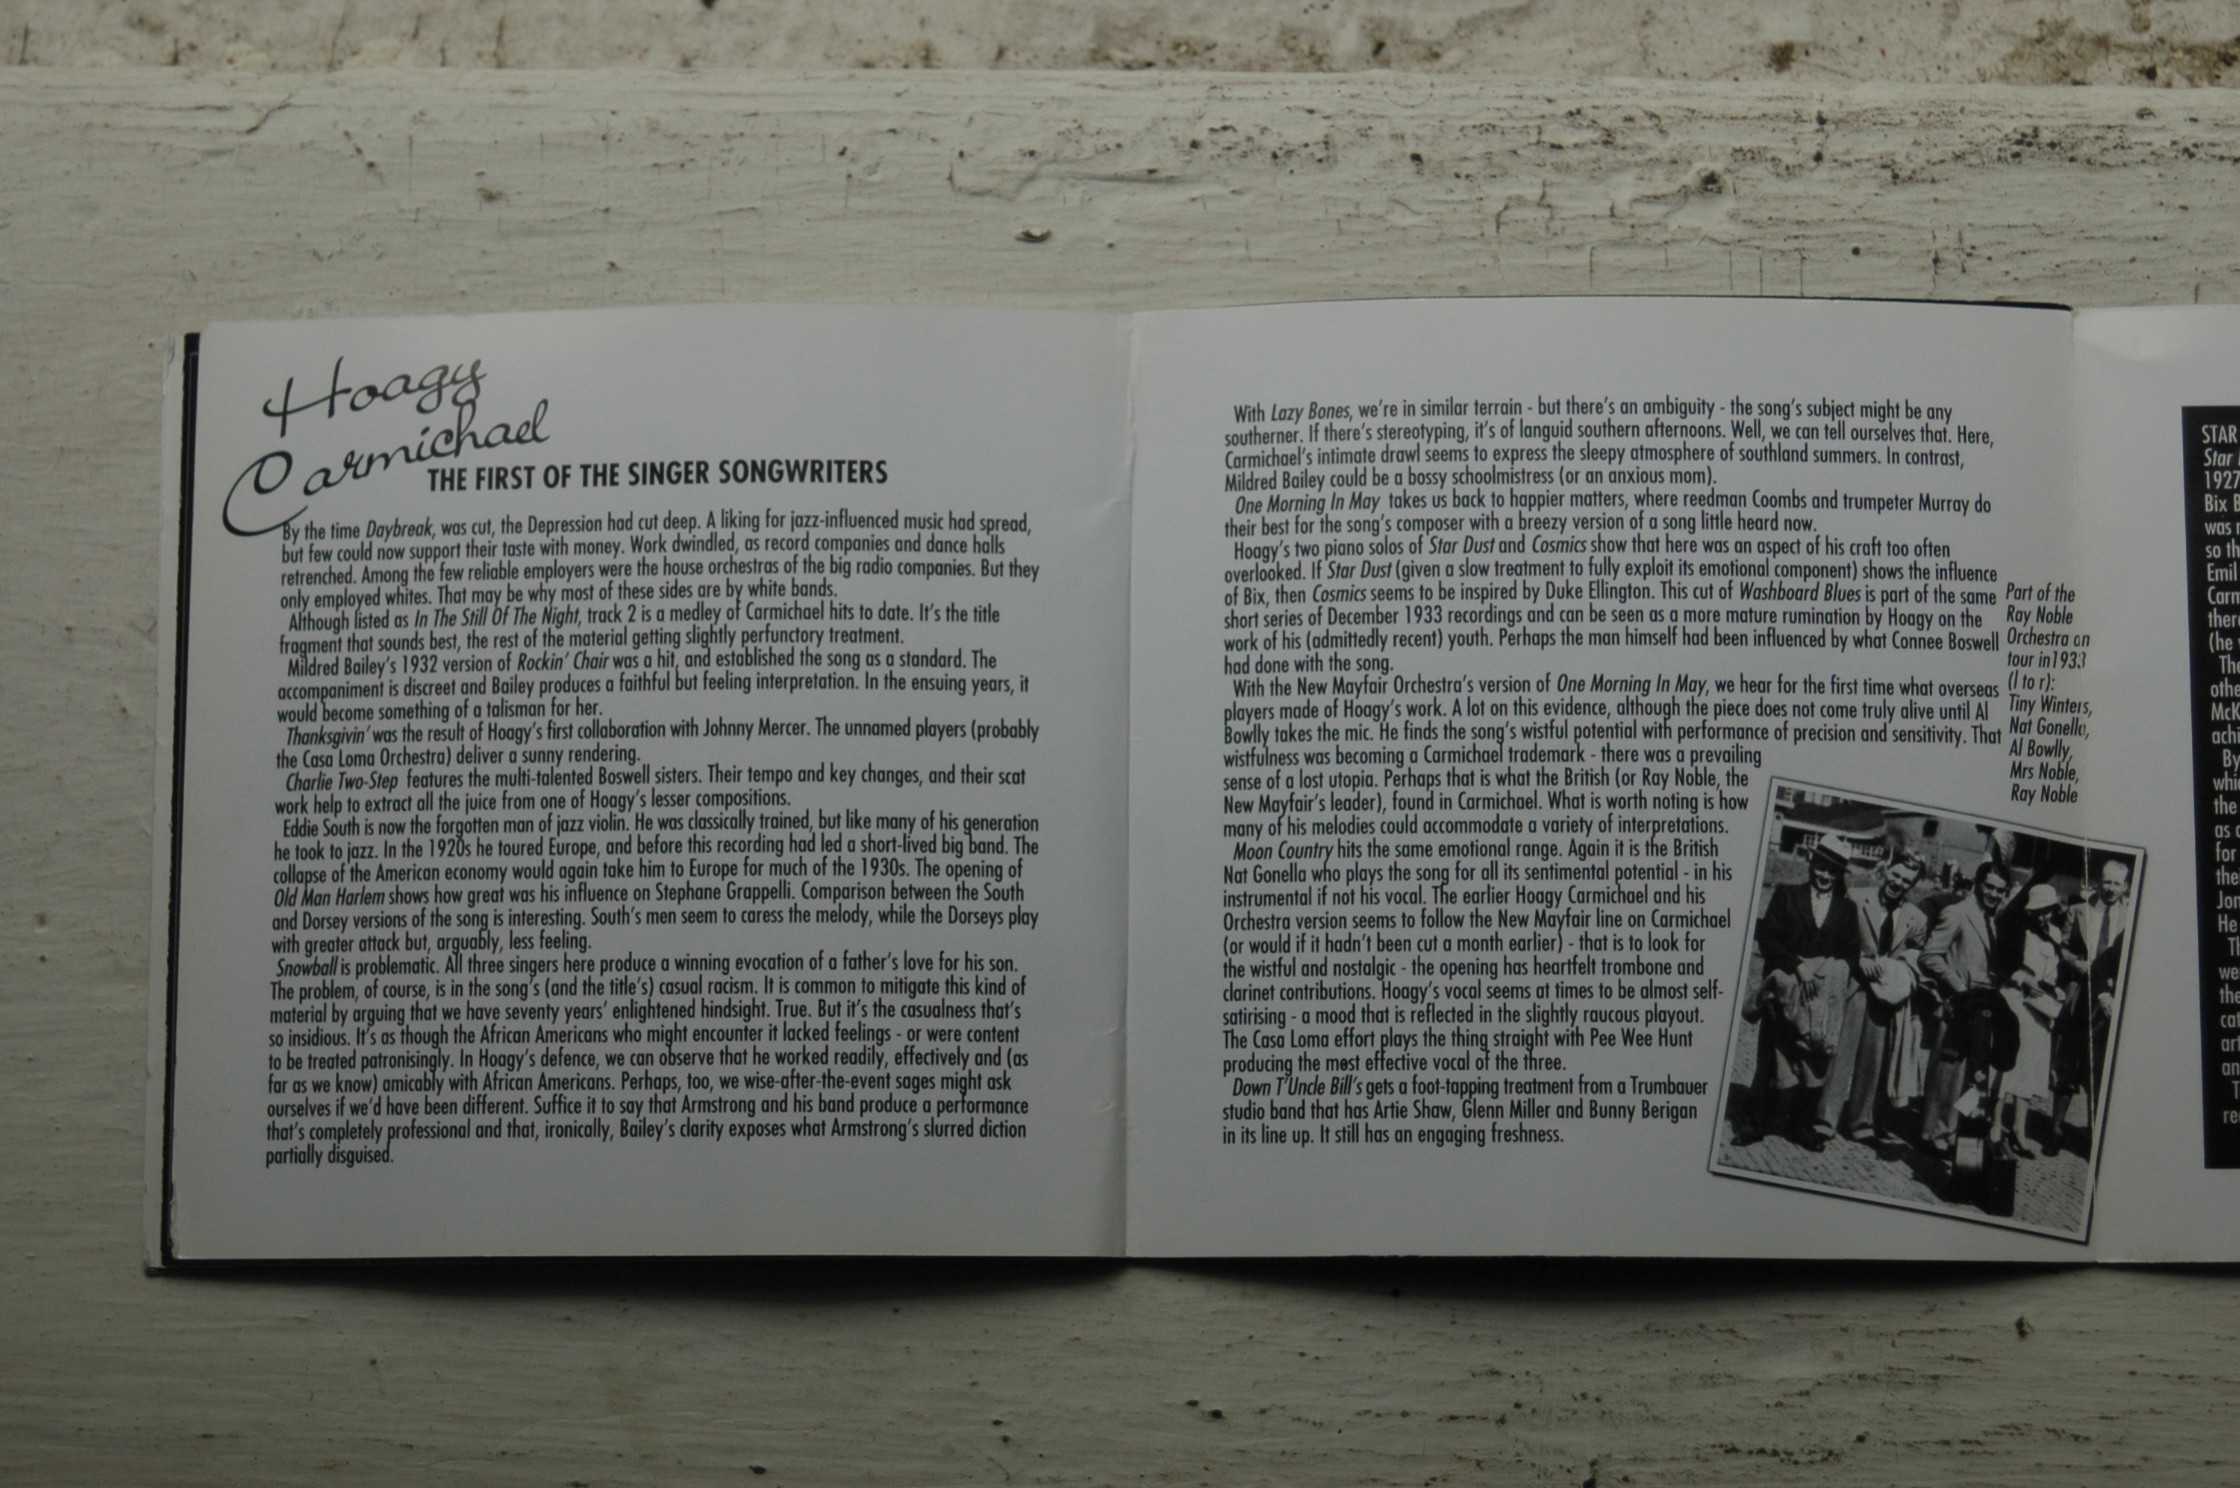 Hoagy
Carmichael
THE FIRST OF THE SINGER SONGWRITERS
By the time Daybreak, was cut, the Depression had cut deep. A liking for jazz-influenced music had spread,
but few could now support their taste with money. Work dwindled, as record companies and dance halls
retrenched. Among the few reliable employers were the house orchestras of the big radio companies. But they
only employed whites. That may be why most of these sides are by white bands.
Although listed as In The Still Of The Night, track 2 is a medley of Carmichael hits to date. It's the title
fragment that sounds best, the rest of the material getting slightly perfunctory treatment.
Mildred Bailey's 1932 version of Rockin' Chair was a hit, and established the song as a standard. The
accompaniment is discreet and Bailey produces a faithful but feeling interpretation. In the ensuing years, it
would become something of a talisman for her.
Thanksgivin' was the result of Hoagy's first collaboration with Johnny Mercer. The unnamed players (probably
the Casa Loma Orchestra) deliver a sunny rendering.
Charlie Two-Step features the multi-talented Boswell sisters. Their tempo and key changes, and their scat
work help to extract all the juice from one of Hoagy's lesser compositions.
Eddie South is now the forgotten man of jazz violin. He was classically trained, but like many of his generation
he took to jazz. In the 1920s he toured Europe, and before this recording had led a short-lived big band. The
collapse of the American economy would again take him to Europe for much of the 1930s. The opening of
Old Man Harlem shows how great was his influence on Stephane Grappelli. Comparison between the South
and Dorsey versions of the song is interesting. South's men seem to caress the melody, while the Dorseys play
with greater attack but, arguably, less feeling.
Snowball is problematic. All three singers here produce a winning evocation of a father's love for his son.
The problem, of course, is in the song's (and the title's) casual racism. It is common to mitigate this kind of
material by arguing that we have seventy years' enlightened hindsight. True. But it's the casualness that's
so insidious. It's as though the African Americans who might encounter it lacked feelings - or were content
to be treated patronisingly. In Hoagy's defence, we can observe that he worked readily, effectively and (as
far as we know) amicably with African Americans. Perhaps, too, we wise-after-the-event sages might ask
ourselves if we'd have been different. Suffice it to say that Armstrong and his band produce a performance
that's completely professional and that, ironically, Bailey's clarity exposes what Armstrong's slurred diction
partially disguised.
With Lazy Bones, we're in similar terrain - but there's an ambiguity - the song's subject might be any
southerner. If there's stereotyping, it's of languid southern afternoons. Well, we can tell ourselves that. Here,
Carmichael's intimate drawl seems to express the sleepy atmosphere of southland summers. In contrast,
Mildred Bailey could be a bossy schoolmistress (or an anxious mom).
One Morning In May takes us back to happier matters, where reedman Coombs and trumpeter Murray do
their best for the song's composer with a breezy version of a song little heard now.
Hoagy's two piano solos of Star Dust and Cosmics show that here was an aspect of his craft too often
overlooked. If Star Dust (given a slow treatment to fully exploit its emotional component) shows the influence
of Bix, then Cosmics seems to be inspired by Duke Ellington. This cut of Washboard Blues is part of the same
short series of December 1933 recordings and can be seen as a more mature rumination by Hoagy on the
work of his (admittedly recent) youth. Perhaps the man himself had been influenced by what Connee Boswell
had done with the song.
With the New Mayfair Orchestra's version of One Morning In May, we hear for the first time what overseas
players made of Hoagy's work. A lot on this evidence, although the piece does not come truly alive until Al
Bowlly takes the mic. He finds the song's wistful potential with performance of precision and sensitivity. That
wistfulness was becoming a Carmichael trademark - there was a prevailing
sense of a lost utopia. Perhaps that is what the British (or Ray Noble, the
New Mayfair's leader), found in Carmichael. What is worth noting is how
many of his melodies could accommodate a variety of interpretations.
Moon Country hits the same emotional range. Again it is the British
Nat Gonella who plays the song for all its sentimental potential - in his
instrumental if not his vocal. The earlier Hoagy Carmichael and his
Orchestra version seems to follow the New Mayfair line on Carmichael
(or would if it hadn't been cut a month earlier) - that is to look for
the wistful and nostalgic - the opening has heartfelt trombone and
clarinet contributions. Hoagy's vocal seems at times to be almost self-
satirising - a mood that is reflected in the slightly raucous playout.
The Casa Loma effort plays the thing straight with Pee Wee Hunt
producing the most effective vocal of the three.
Down T'Uncle Bill's gets a foot-tapping treatment from a Trumbauer
studio band that has Artie Shaw, Glenn Miller and Bunny Berigan
in its line up. It still has an engaging freshness.
Part of the
Ray Noble
Orchestra on
tour in 1933
(l to r):
Tiny Winters,
Nat Gonella,
Al Bowlly,
Mrs Noble,
Ray Noble
STAR
Star
1927
Bix
was
so
Emil
(he
The
By
the
as
for
He
we